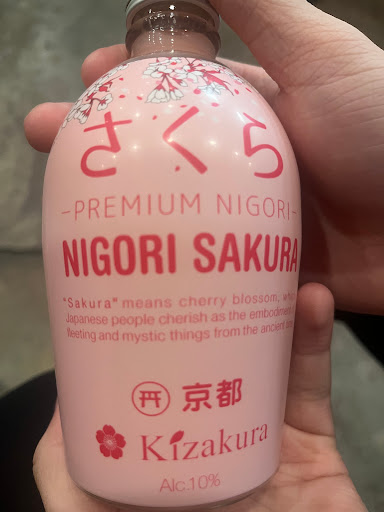 さくら
-PREMIUM NIGORI-
NIGORI SAKURA
"Sakura" means cherry blossom,
Japanese people cherish as the embodiment
fleeting and mystic things from the ancient
京都
Kizakura
Alc.10%